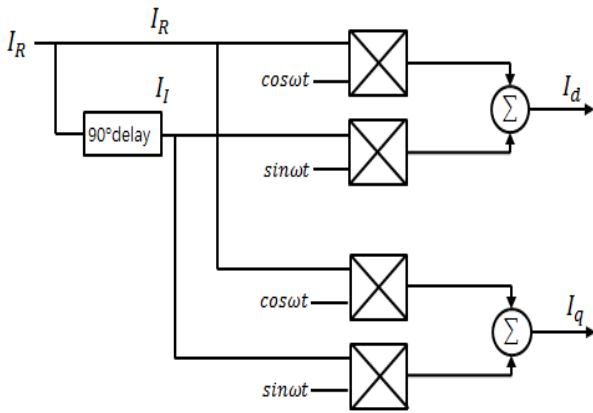 I_R
I_R
I_I
90°delay
cosωt
sinωt
∑
I_d
cosωt
sinωt
∑
I_q